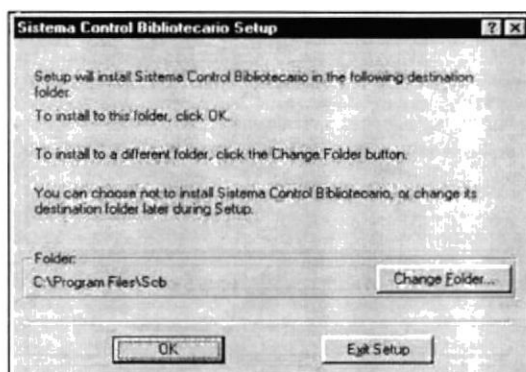 Sistema Control Bibliotecario Setup
Setup will install Sistema Control Bibliotecario in the following destination
folder.
To install to this folder, click OK.
To install to a different folder, click the Change Folder button.
You can choose not to install Sistema Control Bibliotecario, or change its
destination folder later during Setup.
Folder:
C:\Program Files\Scb
Change Folder...
OK
Exit Setup